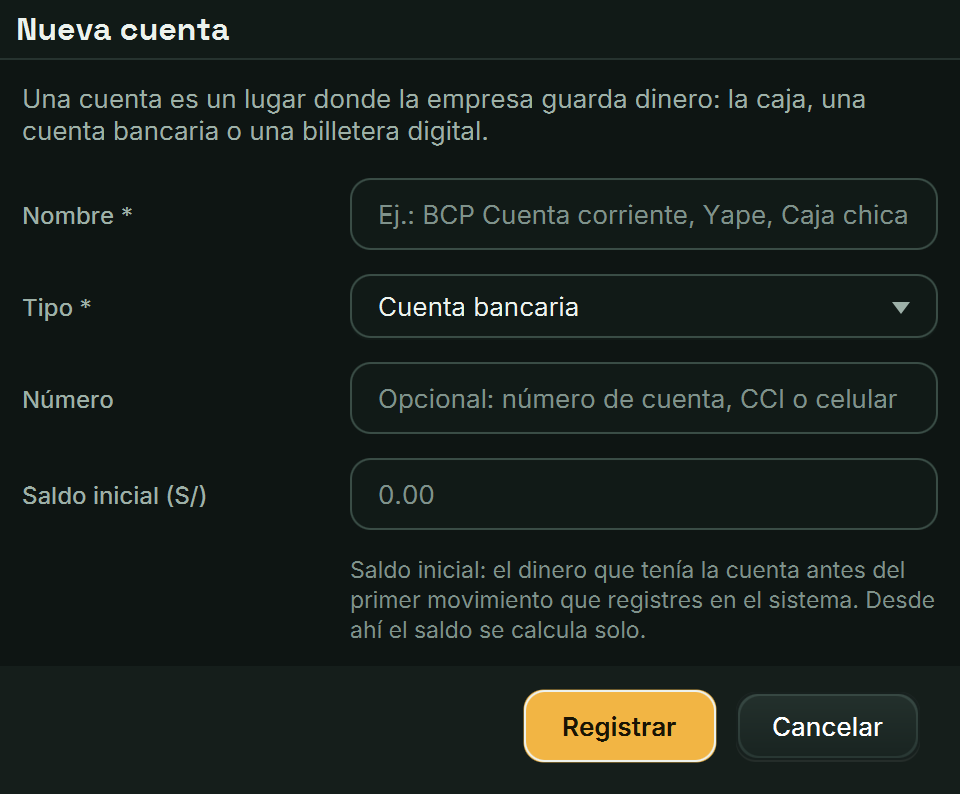 Nueva cuenta
Una cuenta es un lugar donde la empresa guarda dinero: la caja, una
cuenta bancaria o una billetera digital.
Nombre *
Ej.: BCP Cuenta corriente, Yape, Caja chica
Tipo *
Cuenta bancaria
Número
Opcional: número de cuenta, CCI o celular
Saldo inicial (S/)
0.00
Saldo inicial: el dinero que tenía la cuenta antes del
primer movimiento que registres en el sistema. Desde
ahí el saldo se calcula solo.
Registrar
Cancelar